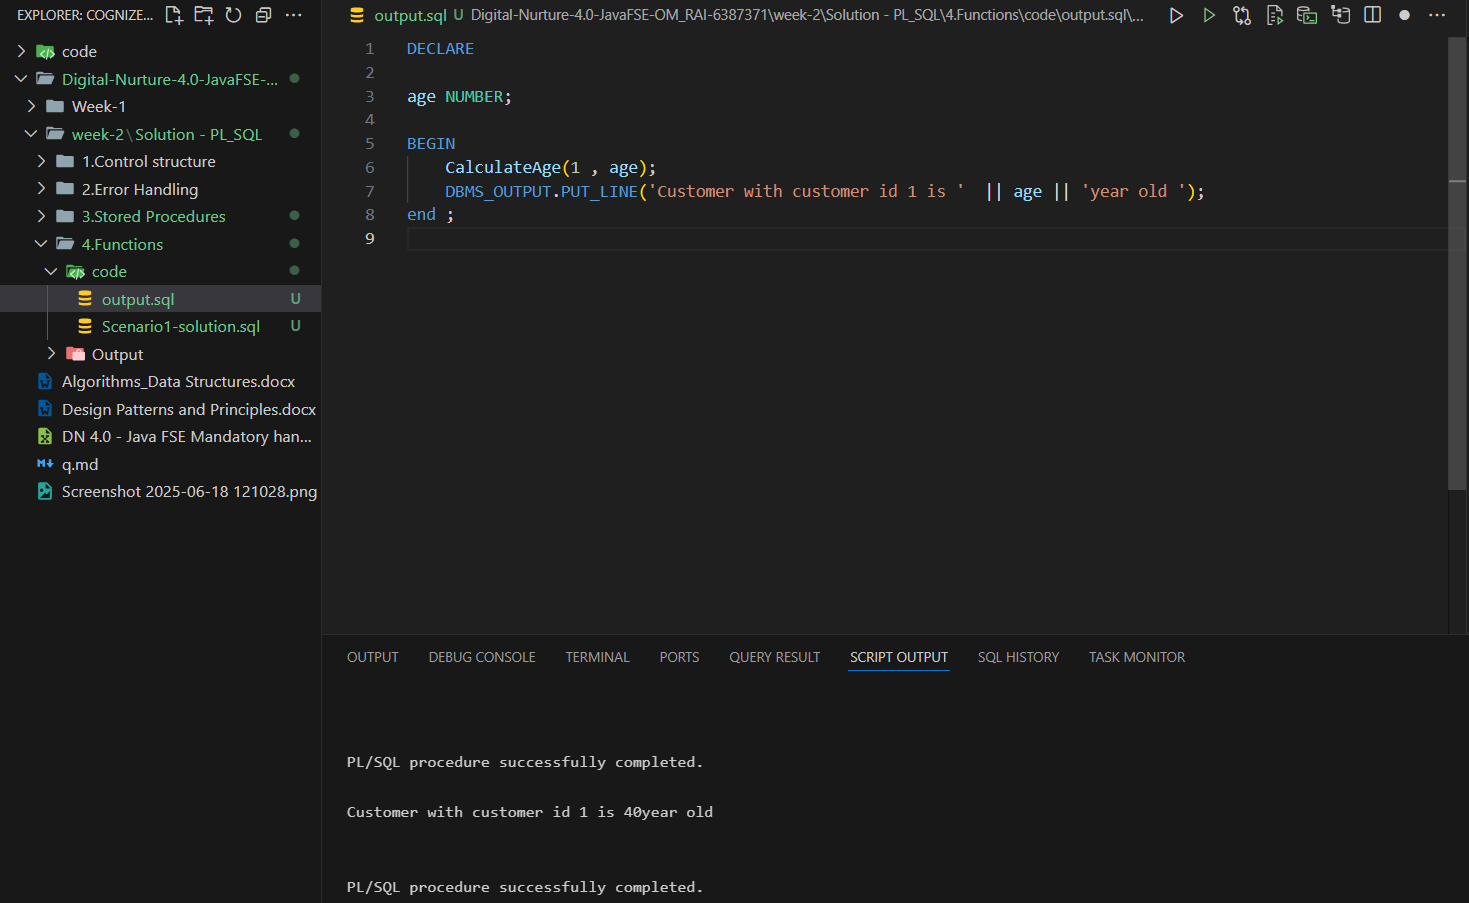 EXPLORER: COGNIZE...
code
Digital-Nurture-4.0-JavaFSE-...
Week-1
week-2\Solution - PL_SQL
1.Control structure
2.Error Handling
3.Stored Procedures
4.Functions
code
output.sql U
Scenario1-solution.sql U
Output
Algorithms_Data Structures.docx
Design Patterns and Principles.docx
DN 4.0 - Java FSE Mandatory han...
q.md
Screenshot 2025-06-18 121028.png
output.sql U Digital-Nurture-4.0-JavaFSE-OM_RAI-6387371\week-2\Solution - PL_SQL\4.Functions\code\output.sql\...
1 DECLARE
2
3 age NUMBER;
4
5 BEGIN
6     CalculateAge(1 , age);
7     DBMS_OUTPUT.PUT_LINE('Customer with customer id 1 is '  || age || 'year old ');
8 end ;
9
OUTPUT DEBUG CONSOLE TERMINAL PORTS QUERY RESULT SCRIPT OUTPUT SQL HISTORY TASK MONITOR
PL/SQL procedure successfully completed.
Customer with customer id 1 is 40year old
PL/SQL procedure successfully completed.